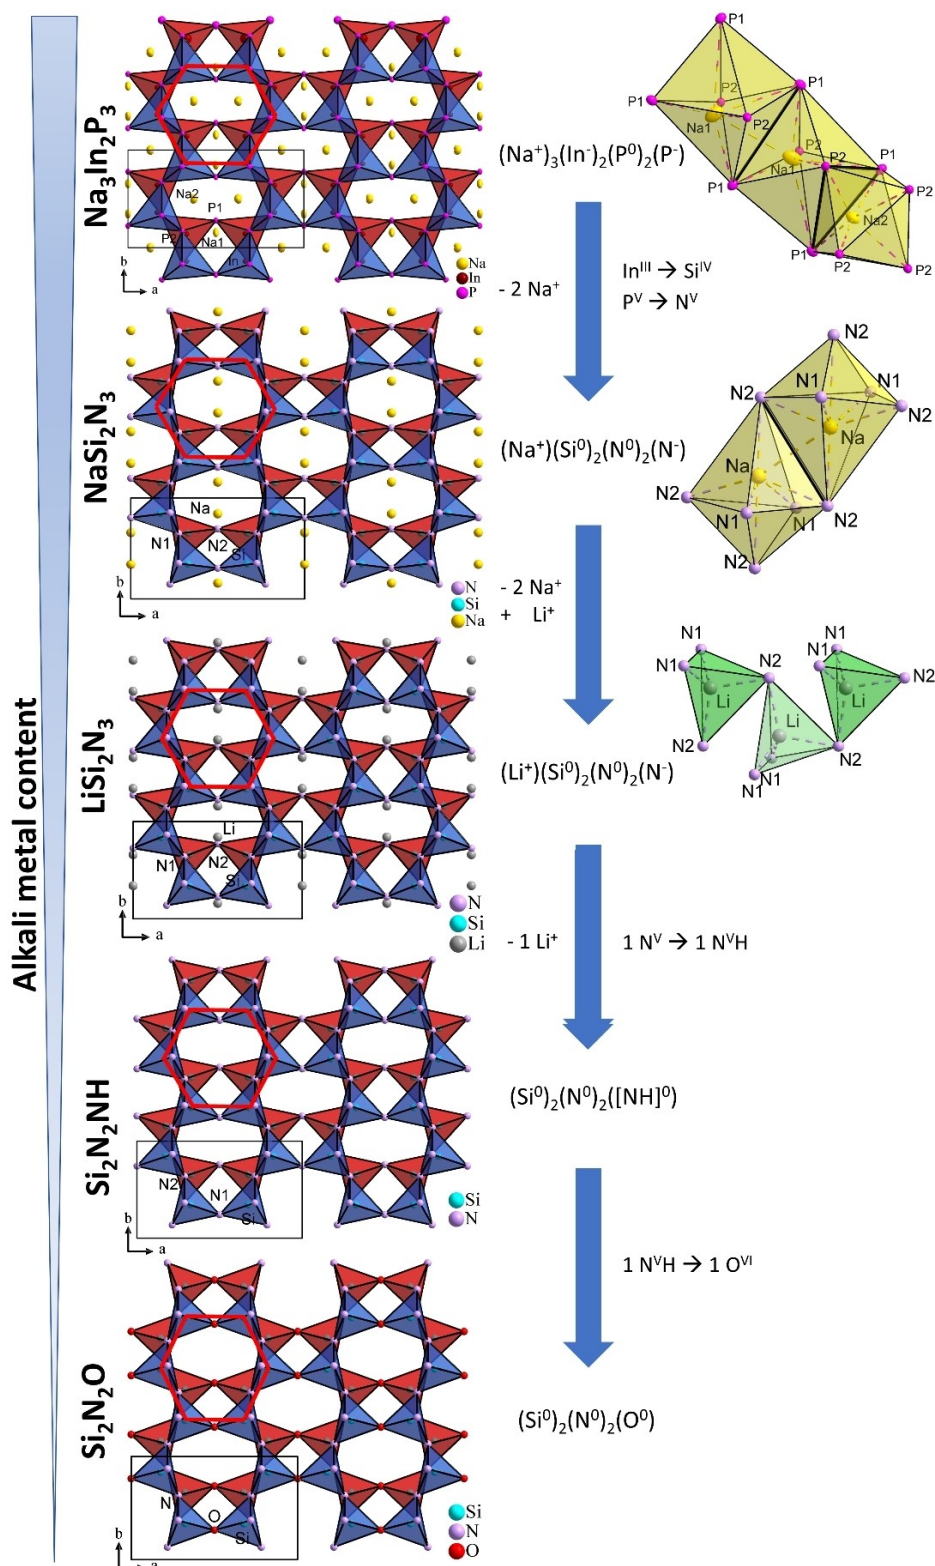 Alkali metal content
Na₃In₂P₃
Na2
P1
P2
Na1
In
b
a
Na
In
P
(Na⁺)₃(In⁻)₂(P⁰)₂(P⁻)
P1
P2
P1
P2
Na1
P1
P2
Na1
P2
P1
P1
P2
Na2
P1
P2
P2
- 2 Na⁺
Inᴵᴵᴵ → Siᴵⱽ
Pⱽ → Nⱽ
NaSi₂N₃
Na
N1
N2
Si
b
a
N
Si
Na
(Na⁺)(Si⁰)₂(N⁰)₂(N⁻)
N2
N2
N1
N1
N2
Na
Na
N2
N1
N1
N2
N2
- 2 Na⁺
+ Li⁺
LiSi₂N₃
Li
N1
N2
Si
b
a
N
Si
Li
(Li⁺)(Si⁰)₂(N⁰)₂(N⁻)
N1
N1
N2
Li
N2
Li
N1
N1
N2
N1
N1
N2
Li
- 1 Li⁺
1 Nⱽ → 1 NⱽH
Si₂N₂NH
N2
N1
Si
b
a
Si
N
(Si⁰)₂(N⁰)₂([NH]⁰)
1 NⱽH → 1 Oⱽᴵ
Si₂N₂O
N
O
Si
b
a
Si
N
O
(Si⁰)₂(N⁰)₂(O⁰)